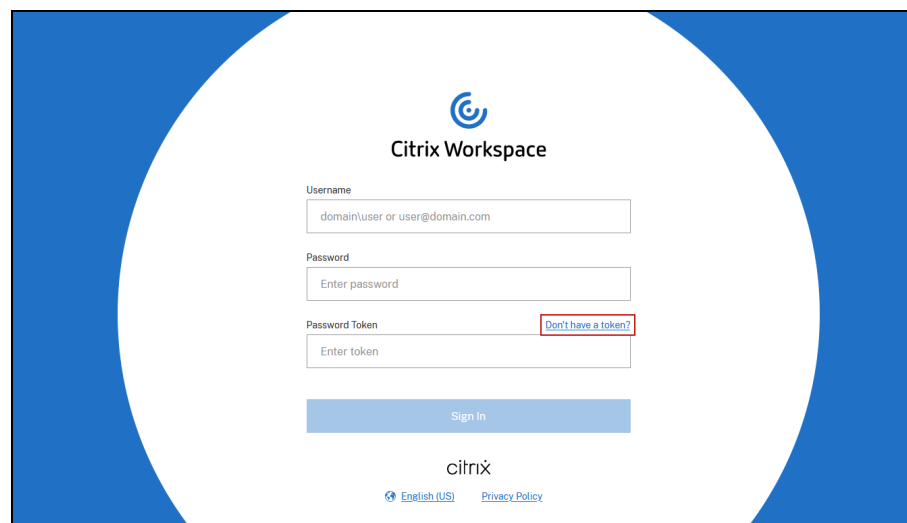 Citrix Workspace
Username
domain\user or user@domain.com
Password
Enter password
Password Token Don't have a token?
Enter token
Sign In
citrix
English (US) Privacy Policy